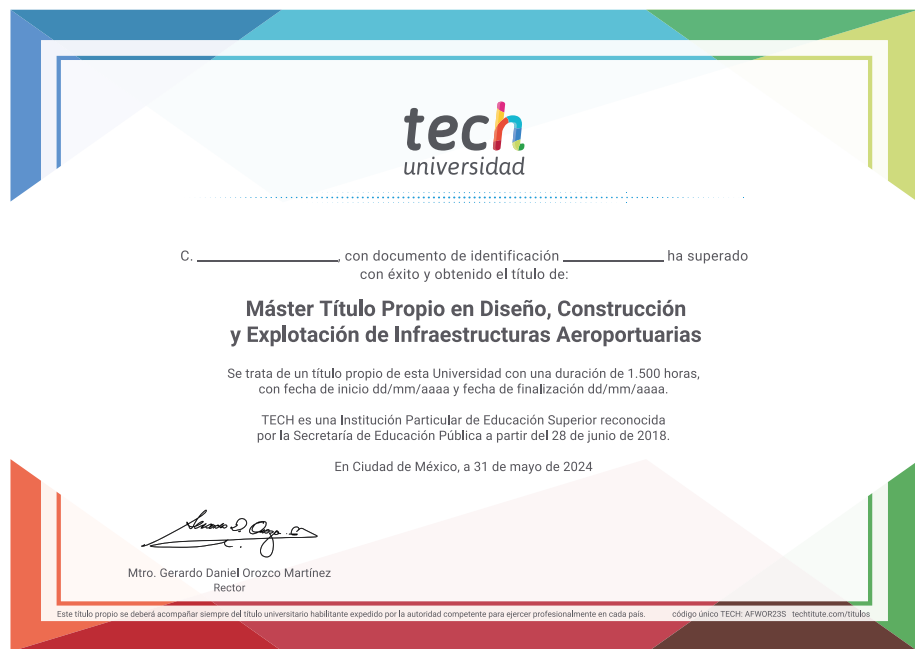 tech
universidad
C. ____________________, con documento de identificación ______________ ha superado
con éxito y obtenido el título de:
Máster Título Propio en Diseño, Construcción
y Explotación de Infraestructuras Aeroportuarias
Se trata de un título propio de esta Universidad con una duración de 1.500 horas,
con fecha de inicio dd/mm/aaaa y fecha de finalización dd/mm/aaaa.
TECH es una Institución Particular de Educación Superior reconocida
por la Secretaría de Educación Pública a partir del 28 de junio de 2018.
En Ciudad de México, a 31 de mayo de 2024
Mtro. Gerardo Daniel Orozco Martínez
Rector
Este título propio se deberá acompañar siempre del título universitario habilitante expedido por la autoridad competente para ejercer profesionalmente en cada país. código único TECH: AFWOR23S techtitute.com/titulos